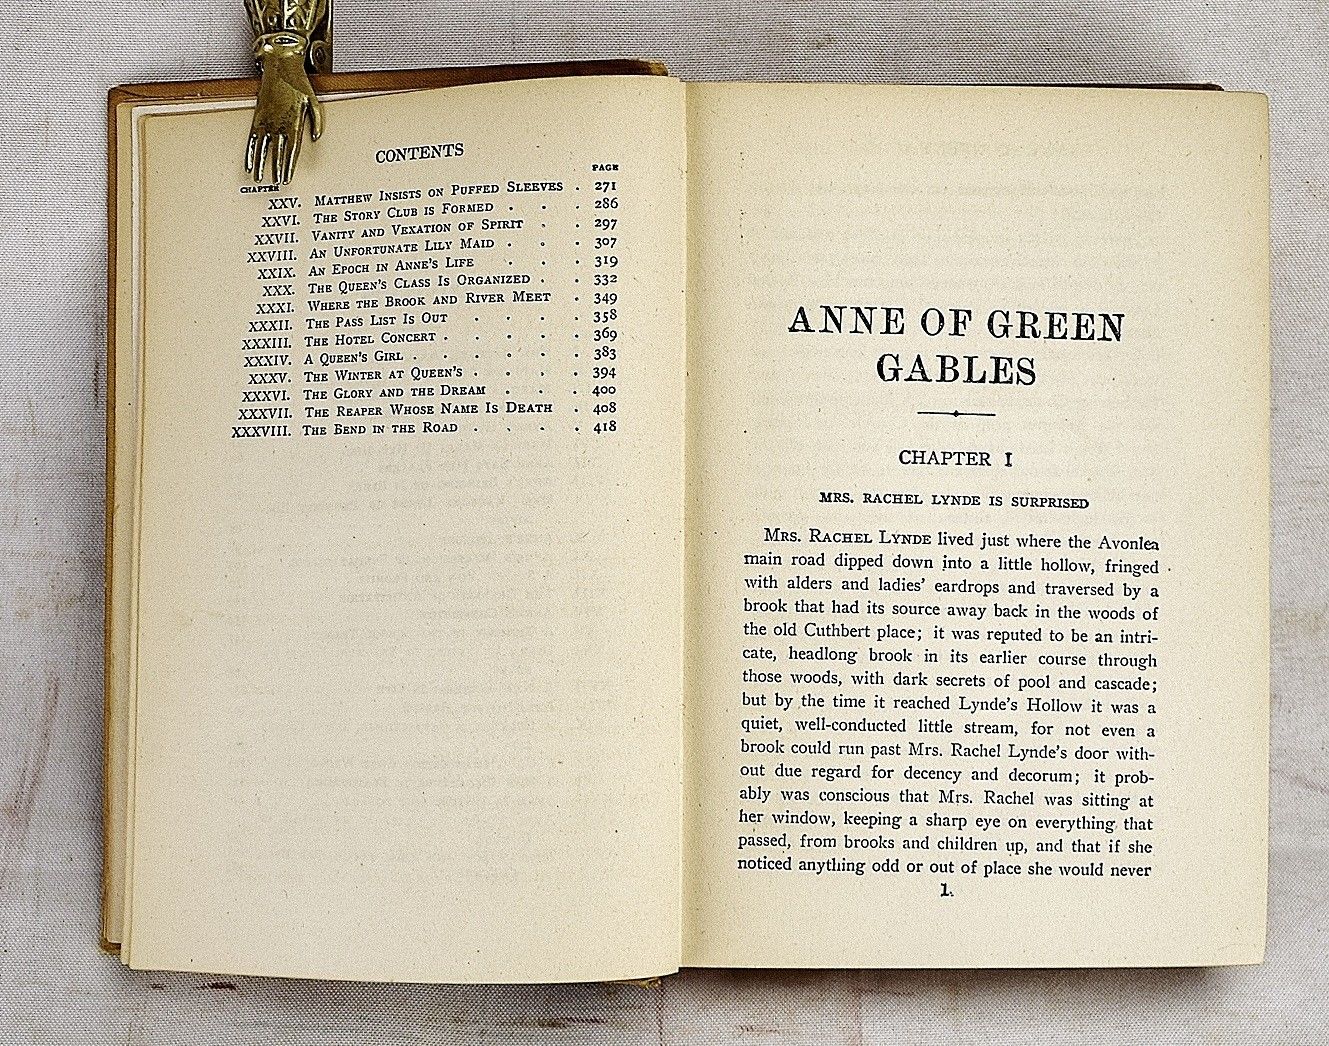 CONTENTS
CHAPTER PAGE
XXV. MATTHEW INSISTS ON PUFFED SLEEVES . 271
XXVI. THE STORY CLUB IS FORMED . . . 286
XXVII. VANITY AND VEXATION OF SPIRIT . . 297
XXVIII. AN UNFORTUNATE LILY MAID . . . 307
XXIX. AN EPOCH IN ANNE'S LIFE . . . 319
XXX. THE QUEEN'S CLASS IS ORGANIZED . . 332
XXXI. WHERE THE BROOK AND RIVER MEET . 349
XXXII. THE PASS LIST IS OUT . . . . 358
XXXIII. THE HOTEL CONCERT . . . . . 369
XXXIV. A QUEEN'S GIRL . . . . . . 383
XXXV. THE WINTER AT QUEEN'S . . . . 394
XXXVI. THE GLORY AND THE DREAM . . . 400
XXXVII. THE REAPER WHOSE NAME IS DEATH . 408
XXXVIII. THE BEND IN THE ROAD . . . . 418
ANNE OF GREEN
GABLES
CHAPTER I
MRS. RACHEL LYNDE IS SURPRISED
MRS. RACHEL LYNDE lived just where the Avonlea
main road dipped down into a little hollow, fringed
with alders and ladies' eardrops and traversed by a
brook that had its source away back in the woods of
the old Cuthbert place; it was reputed to be an intri-
cate, headlong brook in its earlier course through
those woods, with dark secrets of pool and cascade;
but by the time it reached Lynde's Hollow it was a
quiet, well-conducted little stream, for not even a
brook could run past Mrs. Rachel Lynde's door with-
out due regard for decency and decorum; it prob-
ably was conscious that Mrs. Rachel was sitting at
her window, keeping a sharp eye on everything that
passed, from brooks and children up, and that if she
noticed anything odd or out of place she would never
1.